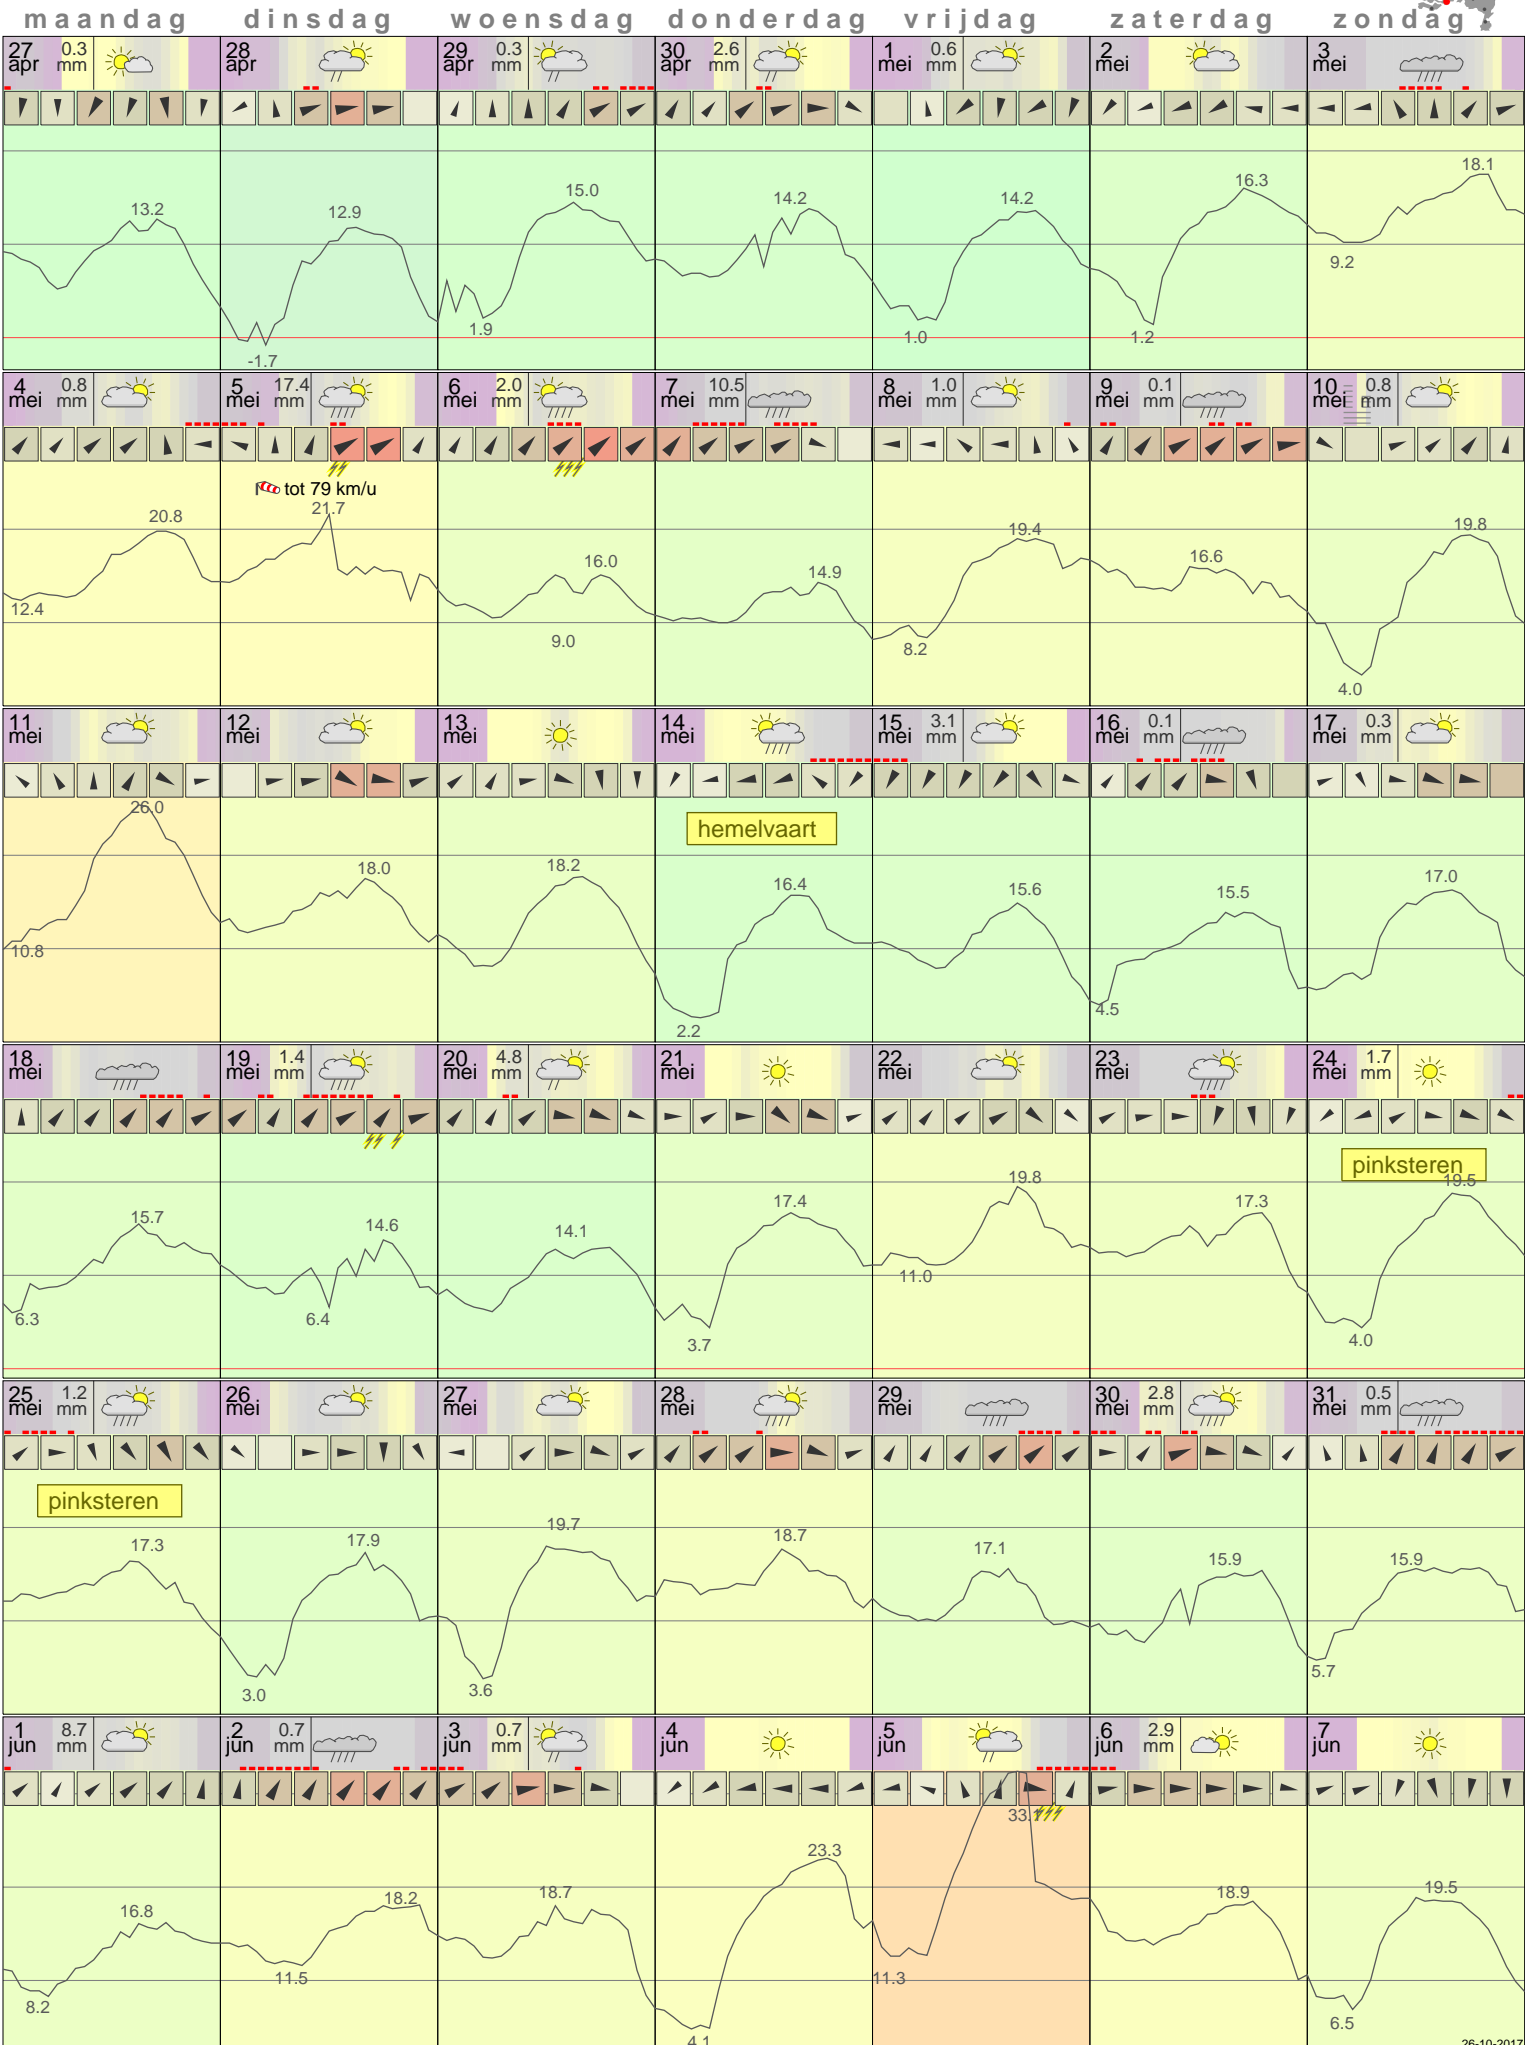 maandag dinsdag woensdag donderdag vrijdag zaterdag zondag
27 apr 0.3 mm 28 apr 29 apr 0.3 mm 30 apr 2.6 mm 1 mei 0.6 mm 2 mei 3 mei
13.2 12.9 15.0 14.2 14.2 16.3 18.1
-1.7 1.9 1.0 1.2 9.2
4 mei 0.8 mm 5 mei 17.4 mm 6 mei 2.0 mm 7 mei 10.5 mm 8 mei 1.0 mm 9 mei 0.1 mm 10 mei 0.8 mm
tot 79 km/u
20.8 21.7 16.0 14.9 19.4 16.6 19.8
12.4 9.0 8.2 4.0
11 mei 12 mei 13 mei 14 mei 15 mei 3.1 mm 16 mei 0.1 mm 17 mei 0.3 mm
hemelvaart
26.0 18.0 18.2 16.4 15.6 15.5 17.0
10.8 2.2 4.5
18 mei 19 mei 1.4 mm 20 mei 4.8 mm 21 mei 22 mei 23 mei 24 mei 1.7 mm
pinksteren
15.7 14.6 14.1 17.4 19.8 17.3 19.5
6.3 6.4 3.7 11.0 4.0
25 mei 1.2 mm 26 mei 27 mei 28 mei 29 mei 30 mei 2.8 mm 31 mei 0.5 mm
pinksteren
17.3 17.9 19.7 18.7 17.1 15.9 15.9
3.0 3.6 5.7
1 jun 8.7 mm 2 jun 0.7 mm 3 jun 0.7 mm 4 jun 5 jun 6 jun 2.9 mm 7 jun
16.8 18.2 18.7 23.3 33.1 18.9 19.5
8.2 11.5 4.1 11.3 6.5
26-10-2017